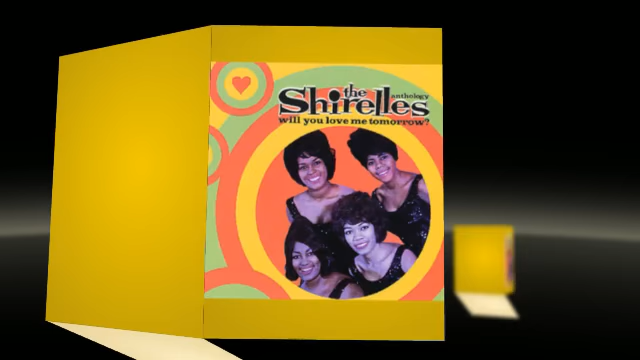 the
Shirelles
anthology
will you love me tomorrow?